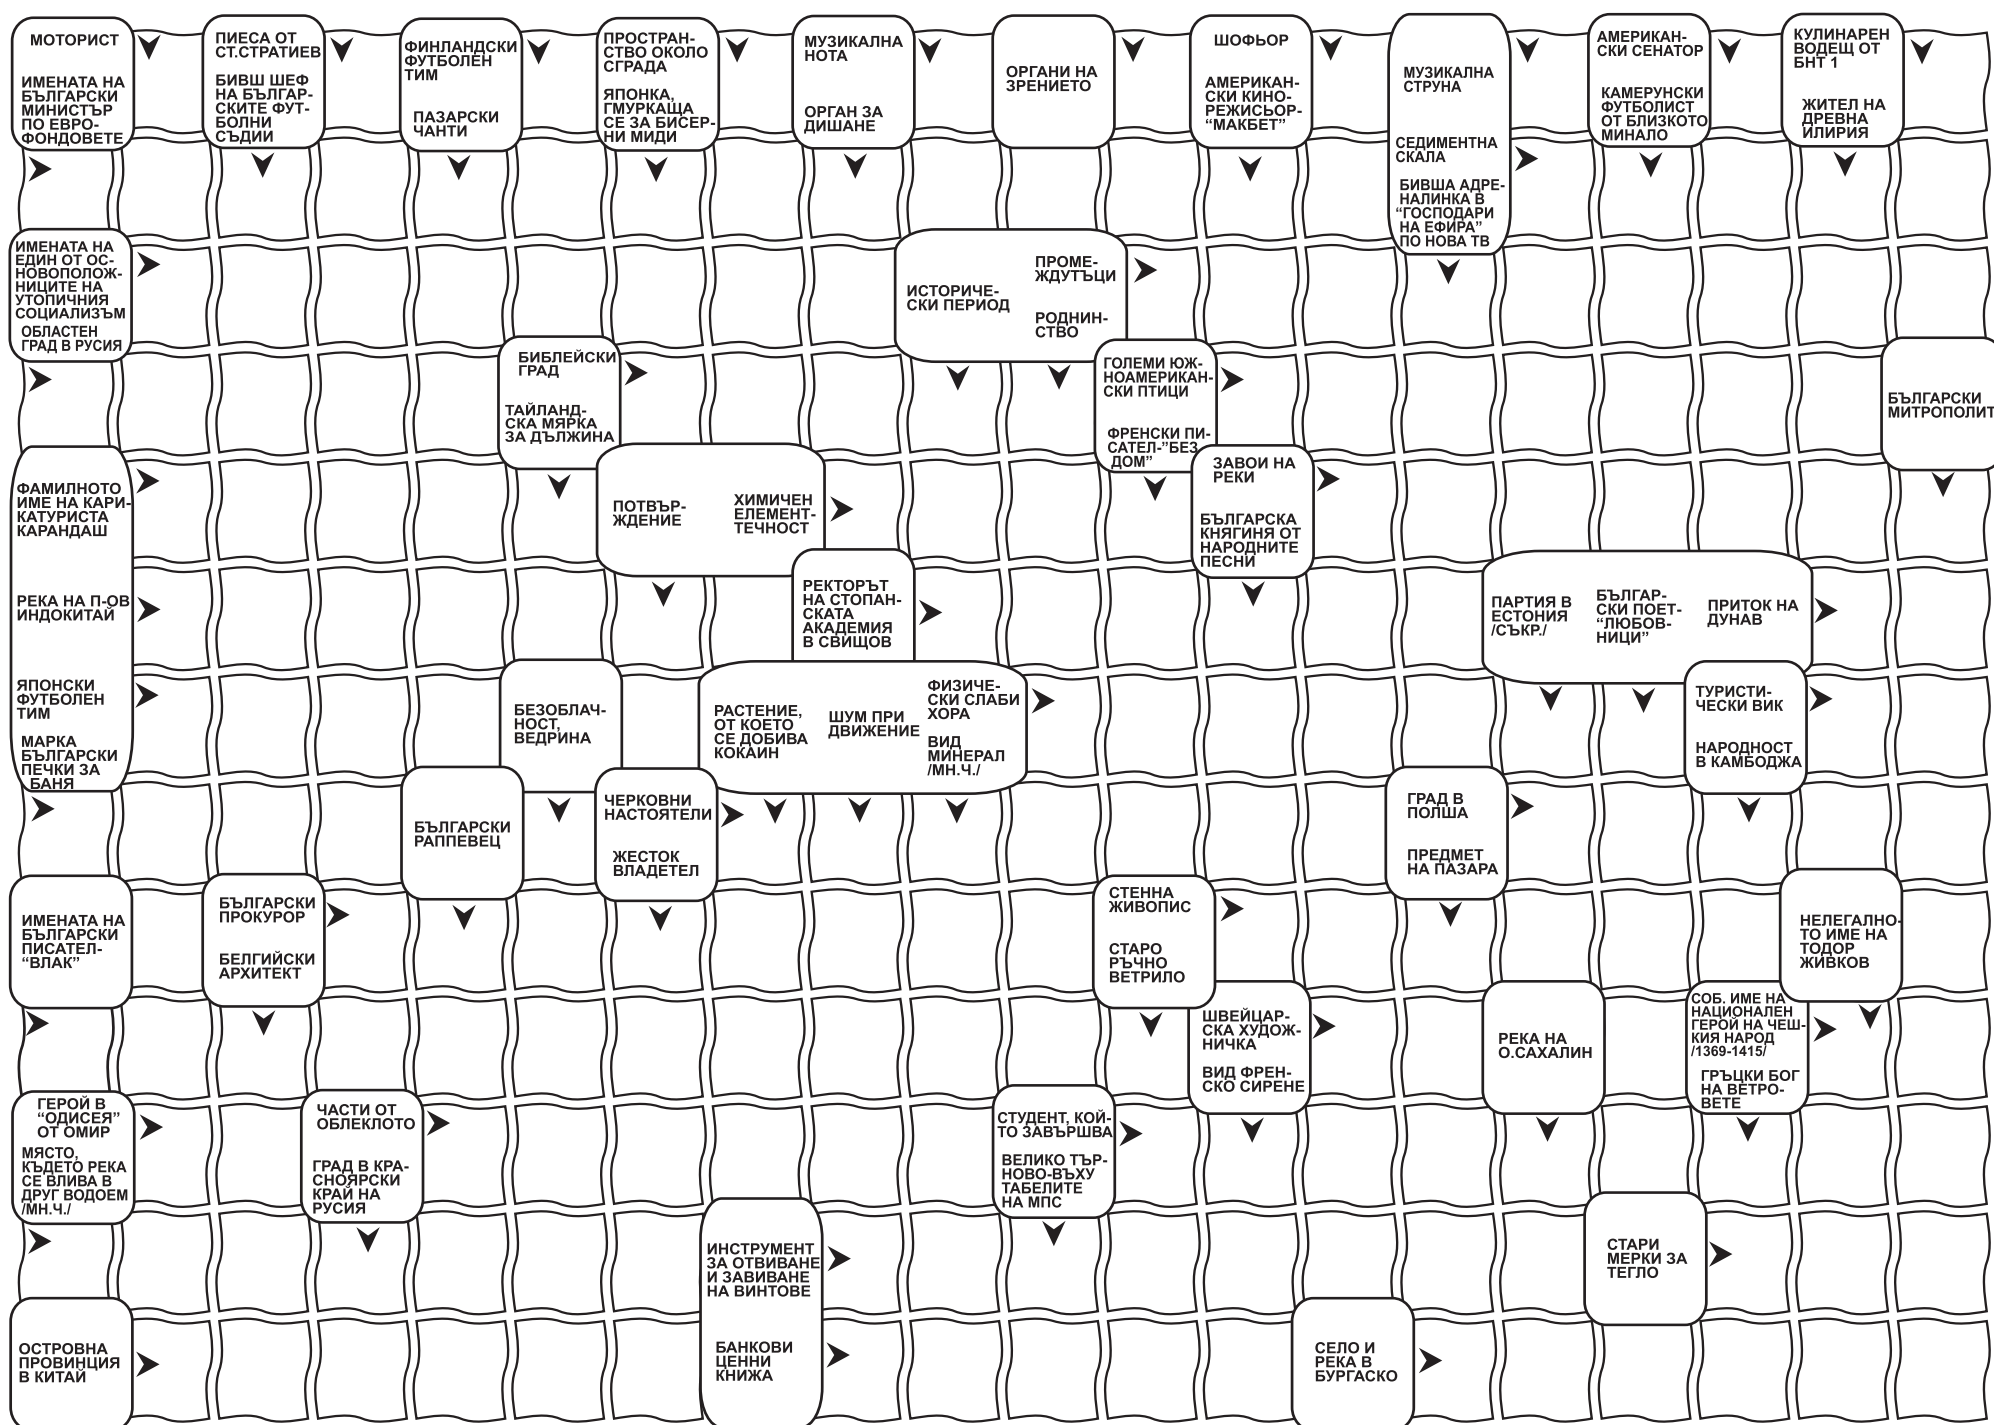 МОТОРИСТ
ИМЕНАТА НА
БЪЛГАРСКИ
МИНИСТЪР
ПО ЕВРО-
ФОНДОВЕТЕ
ПИЕСА ОТ
СТ.СТРАТИЕВ
БИВШ ШЕФ
НА БЪЛГАР-
СКИТЕ ФУТ-
БОЛНИ
СЪДИИ
ФИНЛАНДСКИ
ФУТБОЛЕН
ТИМ
ПАЗАРСКИ
ЧАНТИ
ПРОСТРАН-
СТВО ОКОЛО
СГРАДА
ЯПОНКА,
ГМУРКАЩА
СЕ ЗА БИСЕР-
НИ МИДИ
МУЗИКАЛНА
НОТА
ОРГАН ЗА
ДИШАНЕ
ОРГАНИ НА
ЗРЕНИЕТО
ШОФЬОР
АМЕРИКАН-
СКИ КИНО-
РЕЖИСЬОР-
“МАКБЕТ”
МУЗИКАЛНА
СТРУНА
СЕДИМЕНТНА
СКАЛА
БИВША АДРЕ-
НАЛИНКА В
“ГОСПОДАРИ
НА ЕФИРА”
ПО НОВА ТВ
АМЕРИКАН-
СКИ СЕНАТОР
КАМЕРУНСКИ
ФУТБОЛИСТ
ОТ БЛИЗКОТО
МИНАЛО
КУЛИНАРЕН
ВОДЕЩ ОТ
БНТ 1
ЖИТЕЛ НА
ДРЕВНА
ИЛИРИЯ
ИМЕНАТА НА
ЕДИН ОТ ОС-
НОВОПОЛОЖ-
НИЦИТЕ НА
УТОПИЧНИЯ
СОЦИАЛИЗЪМ
ОБЛАСТЕН
ГРАД В РУСИЯ
ИСТОРИЧЕ-
СКИ ПЕРИОД
ПРОМЕ-
ЖДУТЪЦИ
РОДНИН-
СТВО
БИБЛЕЙСКИ
ГРАД
ТАЙЛАНД-
СКА МЯРКА
ЗА ДЪЛЖИНА
ГОЛЕМИ ЮЖ-
НОАМЕРИКАН-
СКИ ПТИЦИ
ФРЕНСКИ ПИ-
САТЕЛ-”БЕЗ
ДОМ”
БЪЛГАРСКИ
МИТРОПОЛИТ
ФАМИЛНОТО
ИМЕ НА КАРИ-
КАТУРИСТА
КАРАНДАШ
РЕКА НА П-ОВ
ИНДОКИТАЙ
ЯПОНСКИ
ФУТБОЛЕН
ТИМ
МАРКА
БЪЛГАРСКИ
ПЕЧКИ ЗА
БАНЯ
ПОТВЪР-
ЖДЕНИЕ
ХИМИЧЕН
ЕЛЕМЕНТ-
ТЕЧНОСТ
ЗАВОИ НА
РЕКИ
БЪЛГАРСКА
КНЯГИНЯ ОТ
НАРОДНИТЕ
ПЕСНИ
РЕКТОРЪТ
НА СТОПАН-
СКАТА
АКАДЕМИЯ
В СВИЩОВ
ПАРТИЯ В
ЕСТОНИЯ
/СЪКР./
БЪЛГАР-
СКИ ПОЕТ-
“ЛЮБОВ-
НИЦИ”
ПРИТОК НА
ДУНАВ
БЕЗОБЛАЧ-
НОСТ,
ВЕДРИНА
РАСТЕНИЕ,
ОТ КОЕТО
СЕ ДОБИВА
КОКАИН
ШУМ ПРИ
ДВИЖЕНИЕ
ФИЗИЧЕ-
СКИ СЛАБИ
ХОРА
ВИД
МИНЕРАЛ
/МН.Ч./
ТУРИСТИ-
ЧЕСКИ ВИК
НАРОДНОСТ
В КАМБОДЖА
БЪЛГАРСКИ
РАППЕВЕЦ
ЧЕРКОВНИ
НАСТОЯТЕЛИ
ЖЕСТОК
ВЛАДЕТЕЛ
ГРАД В
ПОЛША
ПРЕДМЕТ
НА ПАЗАРА
ИМЕНАТА НА
БЪЛГАРСКИ
ПИСАТЕЛ-
“ВЛАК”
БЪЛГАРСКИ
ПРОКУРОР
БЕЛГИЙСКИ
АРХИТЕКТ
СТЕННА
ЖИВОПИС
СТАРО
РЪЧНО
ВЕТРИЛО
НЕЛЕГАЛНО-
ТО ИМЕ НА
ТОДОР
ЖИВКОВ
ШВЕЙЦАР-
СКА ХУДОЖ-
НИЧКА
ВИД ФРЕН-
СКО СИРЕНЕ
РЕКА НА
О.САХАЛИН
СОБ. ИМЕ НА
НАЦИОНАЛЕН
ГЕРОЙ НА ЧЕШ-
КИЯ НАРОД
/1369-1415/
ГРЪЦКИ БОГ
НА ВЕТРО-
ВЕТЕ
ГЕРОЙ В
“ОДИСЕЯ”
ОТ ОМИР
МЯСТО,
КЪДЕТО РЕКА
СЕ ВЛИВА В
ДРУГ ВОДОЕМ
/МН.Ч./
ЧАСТИ ОТ
ОБЛЕКЛОТО
ГРАД В КРА-
СНОЯРСКИ
КРАЙ НА
РУСИЯ
СТУДЕНТ, КОЙ-
ТО ЗАВЪРШВА
ВЕЛИКО ТЪР-
НОВО-ВЪХУ
ТАБЕЛИТЕ
НА МПС
ИНСТРУМЕНТ
ЗА ОТВИВАНЕ
И ЗАВИВАНЕ
НА ВИНТОВЕ
БАНКОВИ
ЦЕННИ
КНИЖА
СТАРИ
МЕРКИ ЗА
ТЕГЛО
ОСТРОВНА
ПРОВИНЦИЯ
В КИТАЙ
СЕЛО И
РЕКА В
БУРГАСКО